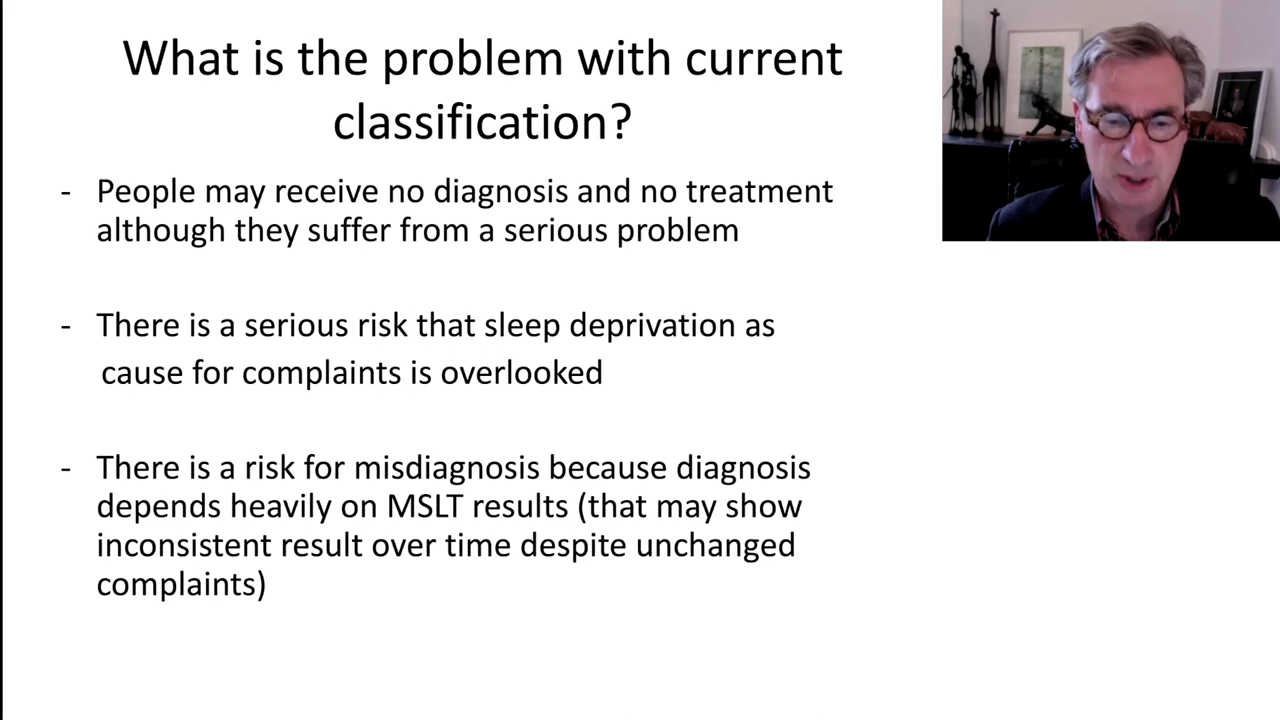 What is the problem with current
classification?
- People may receive no diagnosis and no treatment
although they suffer from a serious problem
- There is a serious risk that sleep deprivation as
cause for complaints is overlooked
- There is a risk for misdiagnosis because diagnosis
depends heavily on MSLT results (that may show
inconsistent result over time despite unchanged
complaints)